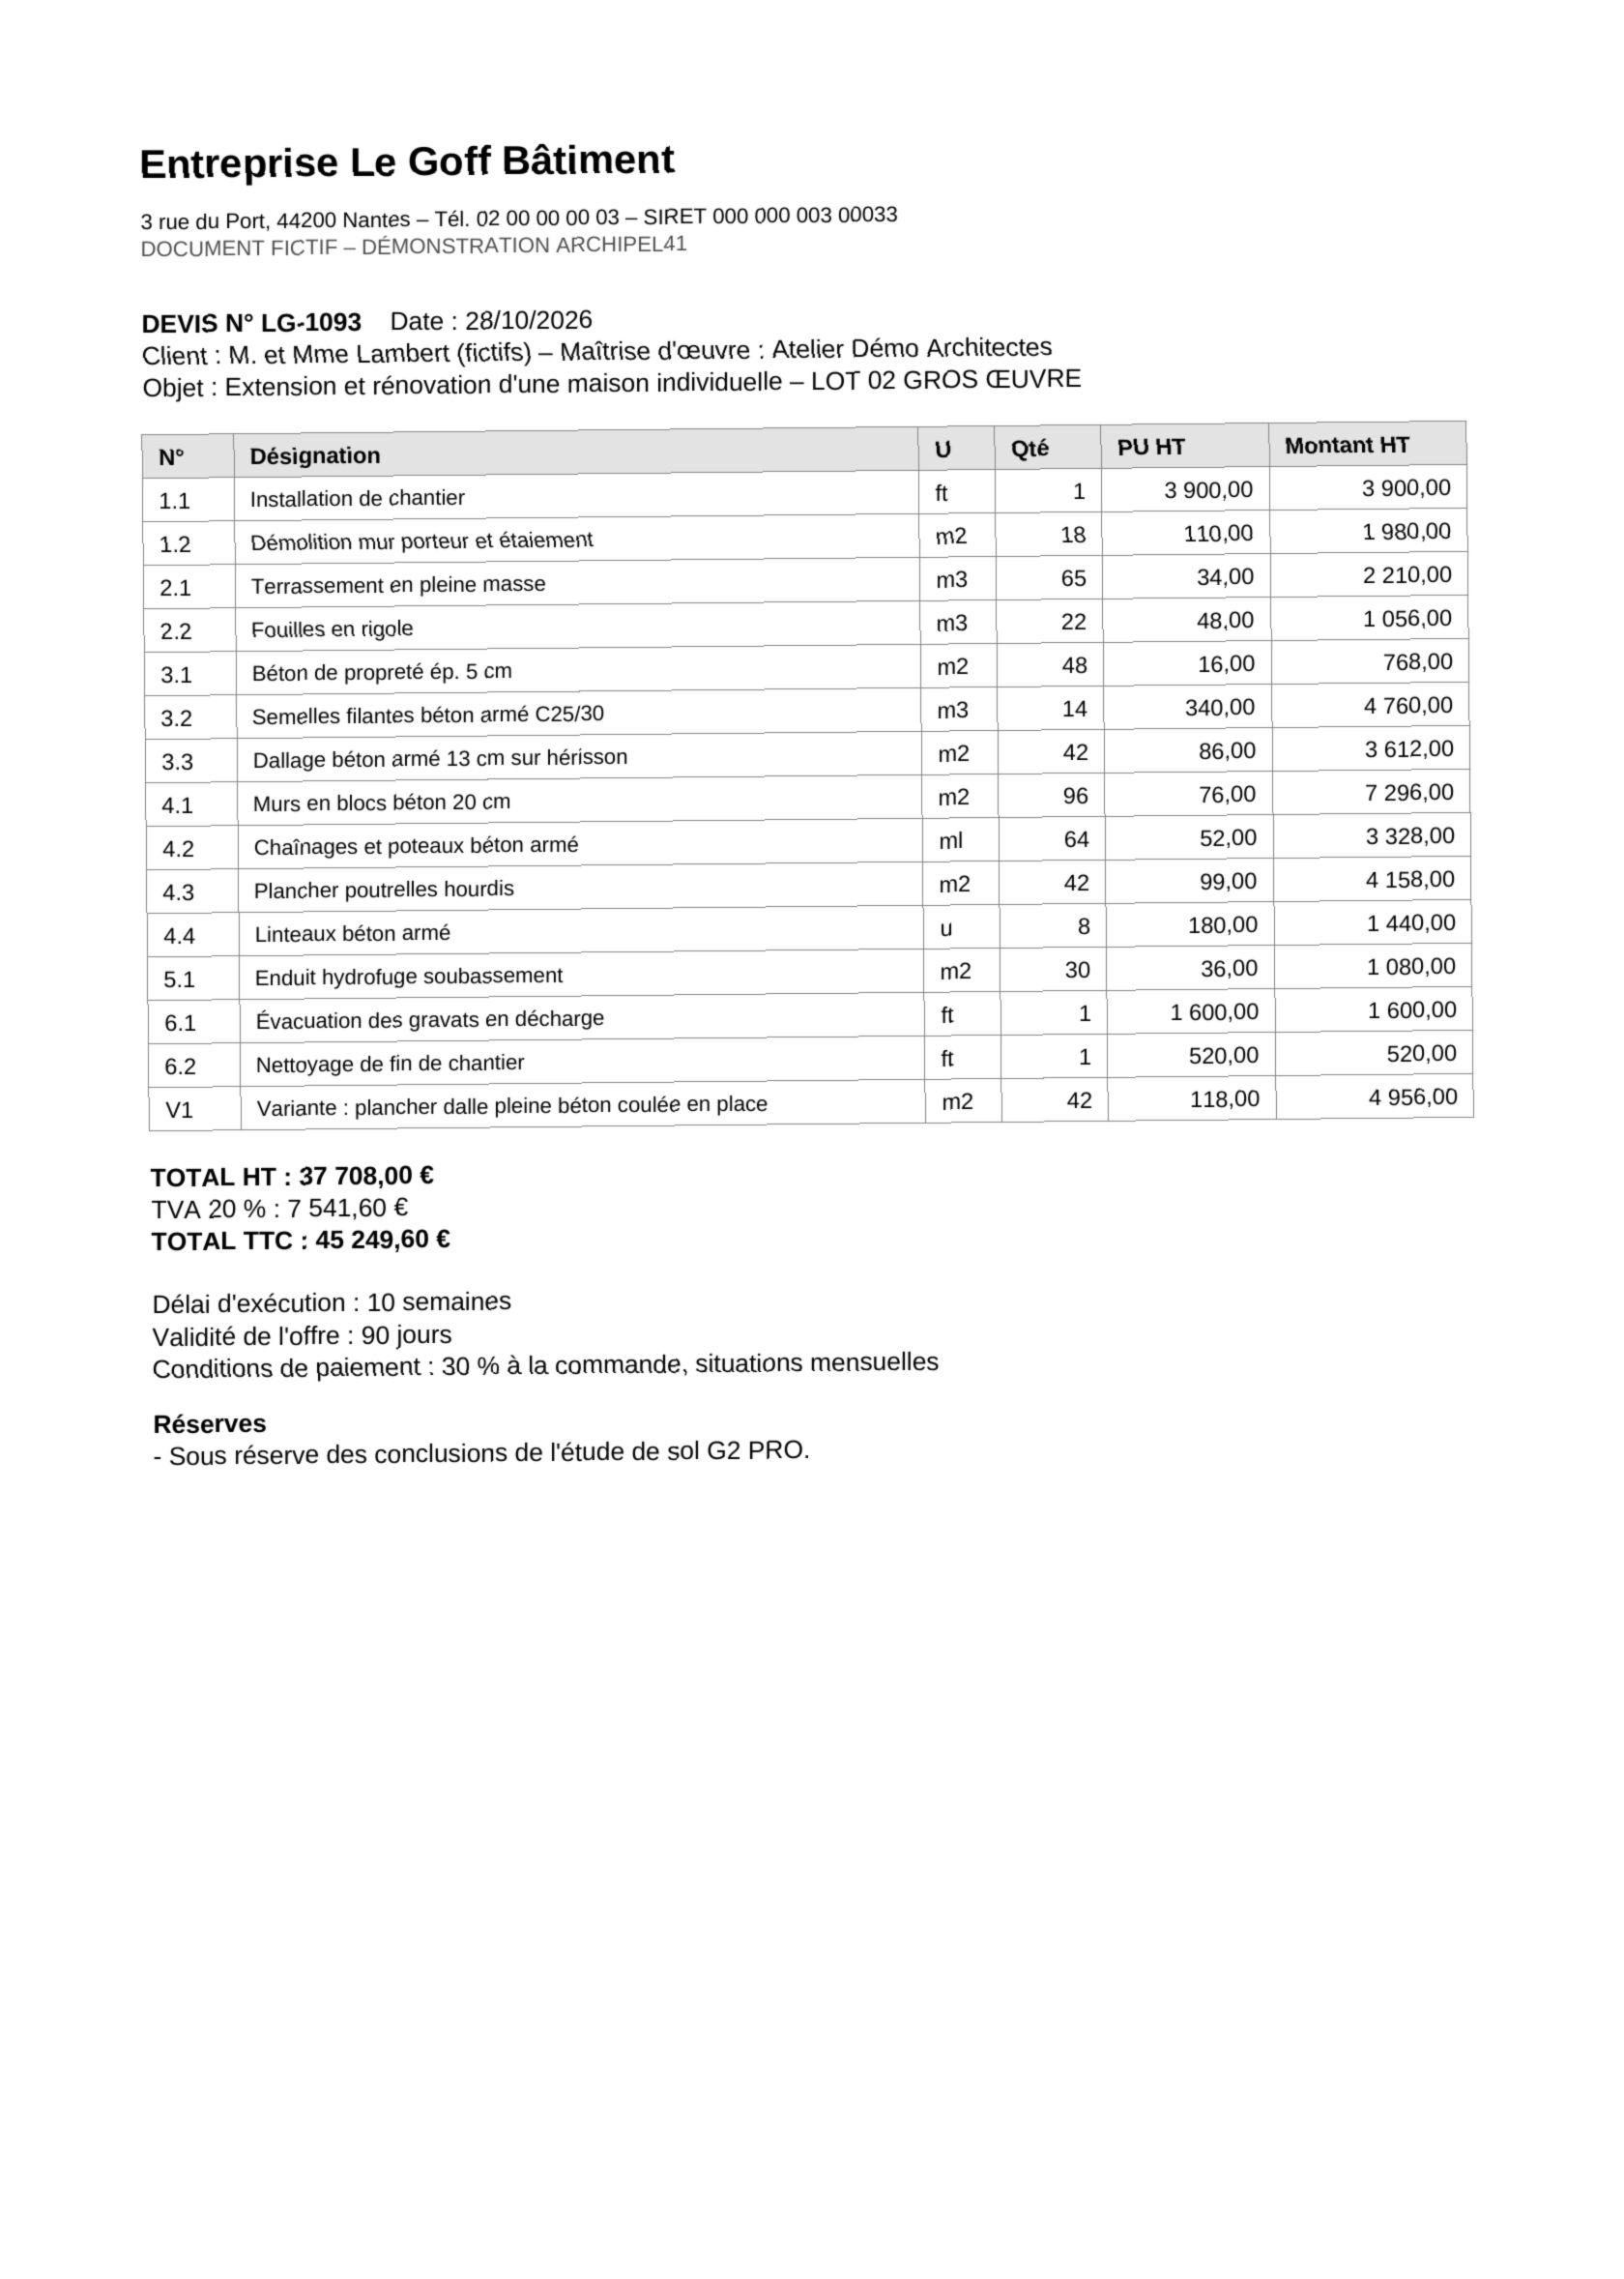 Entreprise Le Goff Bâtiment
3 rue du Port, 44200 Nantes – Tél. 02 00 00 00 03 – SIRET 000 000 003 00033
DOCUMENT FICTIF – DÉMONSTRATION ARCHIPEL41
DEVIS N° LG-1093 Date : 28/10/2026
Client : M. et Mme Lambert (fictifs) – Maîtrise d'œuvre : Atelier Démo Architectes
Objet : Extension et rénovation d'une maison individuelle – LOT 02 GROS ŒUVRE
N° Désignation U Qté PU HT Montant HT
1.1 Installation de chantier ft 1 3 900,00 3 900,00
1.2 Démolition mur porteur et étaiement m2 18 110,00 1 980,00
2.1 Terrassement en pleine masse m3 65 34,00 2 210,00
2.2 Fouilles en rigole m3 22 48,00 1 056,00
3.1 Béton de propreté ép. 5 cm m2 48 16,00 768,00
3.2 Semelles filantes béton armé C25/30 m3 14 340,00 4 760,00
3.3 Dallage béton armé 13 cm sur hérisson m2 42 86,00 3 612,00
4.1 Murs en blocs béton 20 cm m2 96 76,00 7 296,00
4.2 Chaînages et poteaux béton armé ml 64 52,00 3 328,00
4.3 Plancher poutrelles hourdis m2 42 99,00 4 158,00
4.4 Linteaux béton armé u 8 180,00 1 440,00
5.1 Enduit hydrofuge soubassement m2 30 36,00 1 080,00
6.1 Évacuation des gravats en décharge ft 1 1 600,00 1 600,00
6.2 Nettoyage de fin de chantier ft 1 520,00 520,00
V1 Variante : plancher dalle pleine béton coulée en place m2 42 118,00 4 956,00
TOTAL HT : 37 708,00 €
TVA 20 % : 7 541,60 €
TOTAL TTC : 45 249,60 €
Délai d'exécution : 10 semaines
Validité de l'offre : 90 jours
Conditions de paiement : 30 % à la commande, situations mensuelles
Réserves
- Sous réserve des conclusions de l'étude de sol G2 PRO.